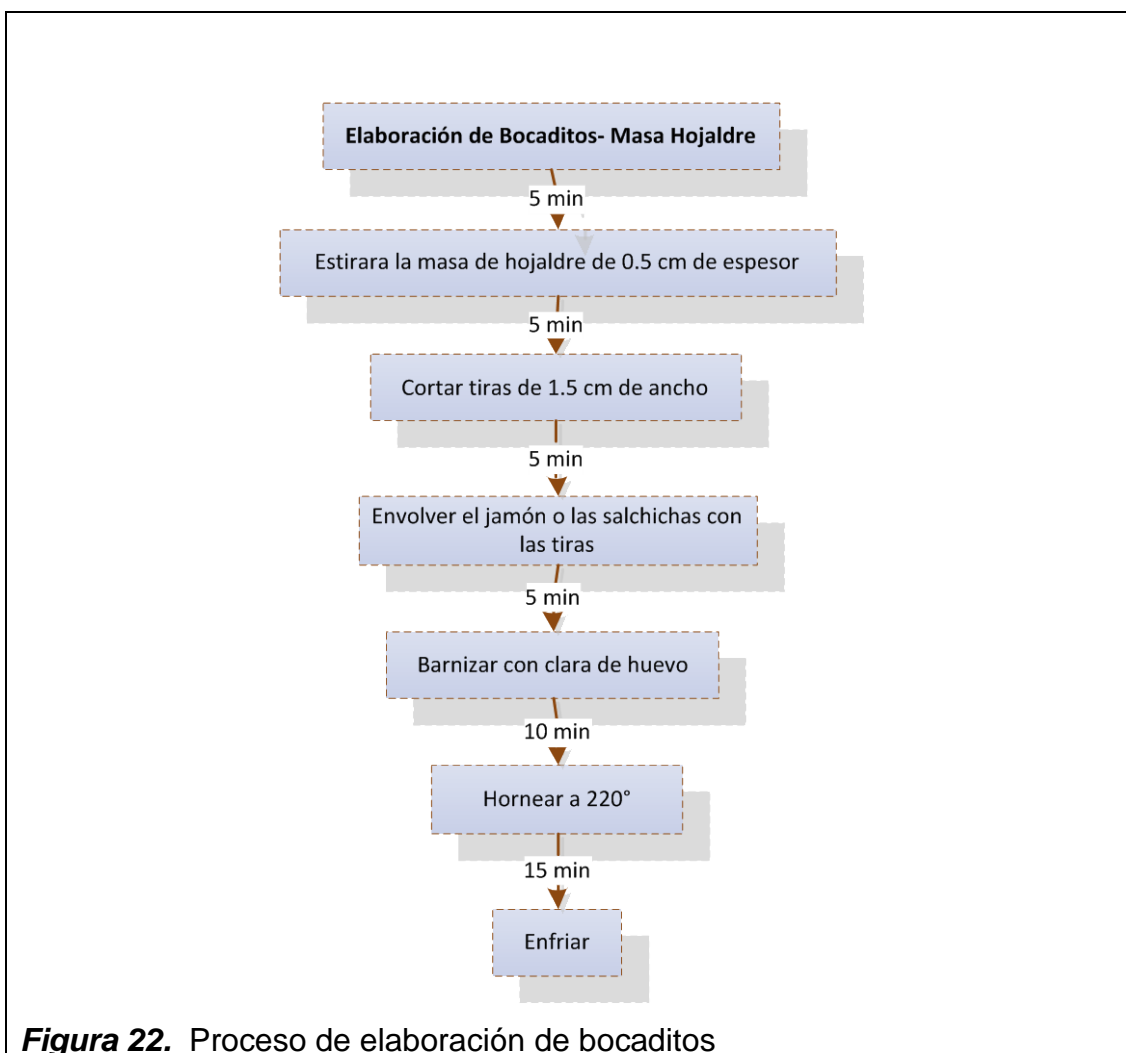 Elaboración de Bocaditos- Masa Hojaldre
5 min
Estirara la masa de hojaldre de 0.5 cm de espesor
5 min
Cortar tiras de 1.5 cm de ancho
5 min
Envolver el jamón o las salchichas con
las tiras
5 min
Barnizar con clara de huevo
10 min
Hornear a 220°
15 min
Enfriar
Figura 22. Proceso de elaboración de bocaditos